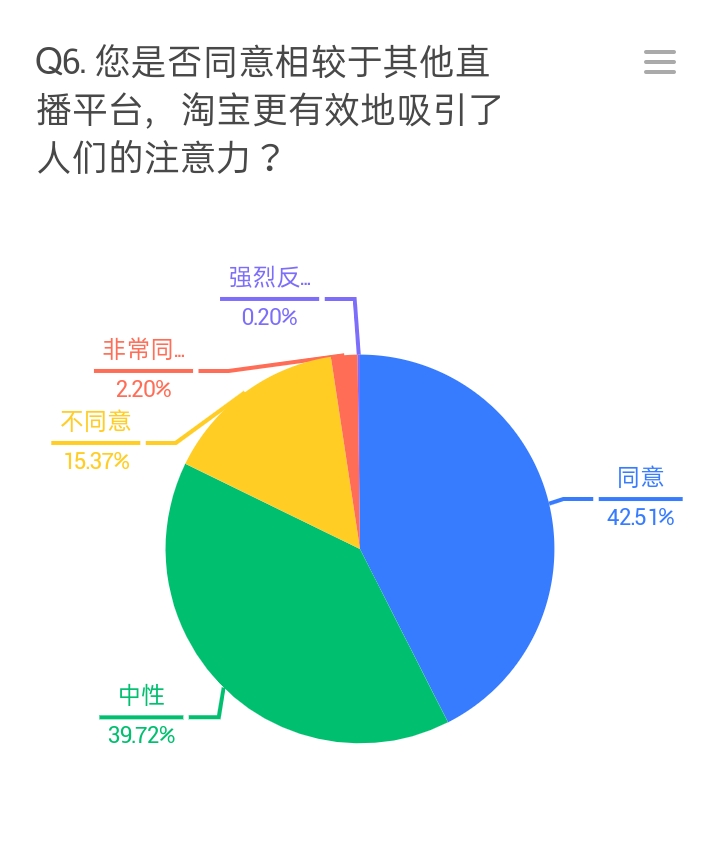 Q6. 您是否同意相较于其他直
播平台，淘宝更有效地吸引了
人们的注意力？
强烈反...
0.20%
非常同...
2.20%
不同意
15.37%
同意
42.51%
中性
39.72%